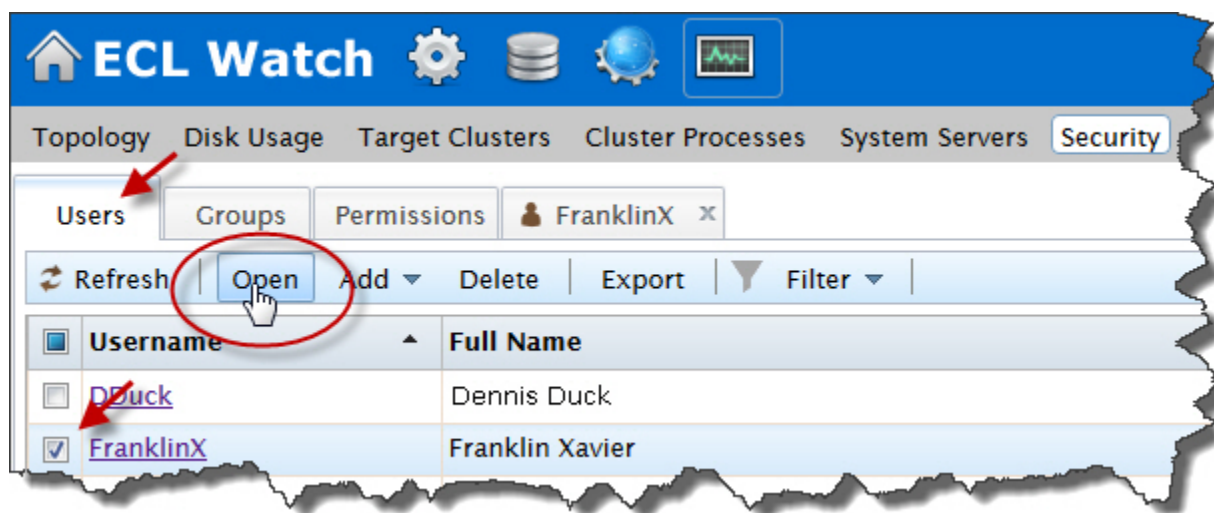 ECL Watch
Topology Disk Usage Target Clusters Cluster Processes System Servers Security
Users Groups Permissions FranklinX x
Refresh Open Add Delete Export Filter
Username Full Name
DDuck Dennis Duck
FranklinX Franklin Xavier